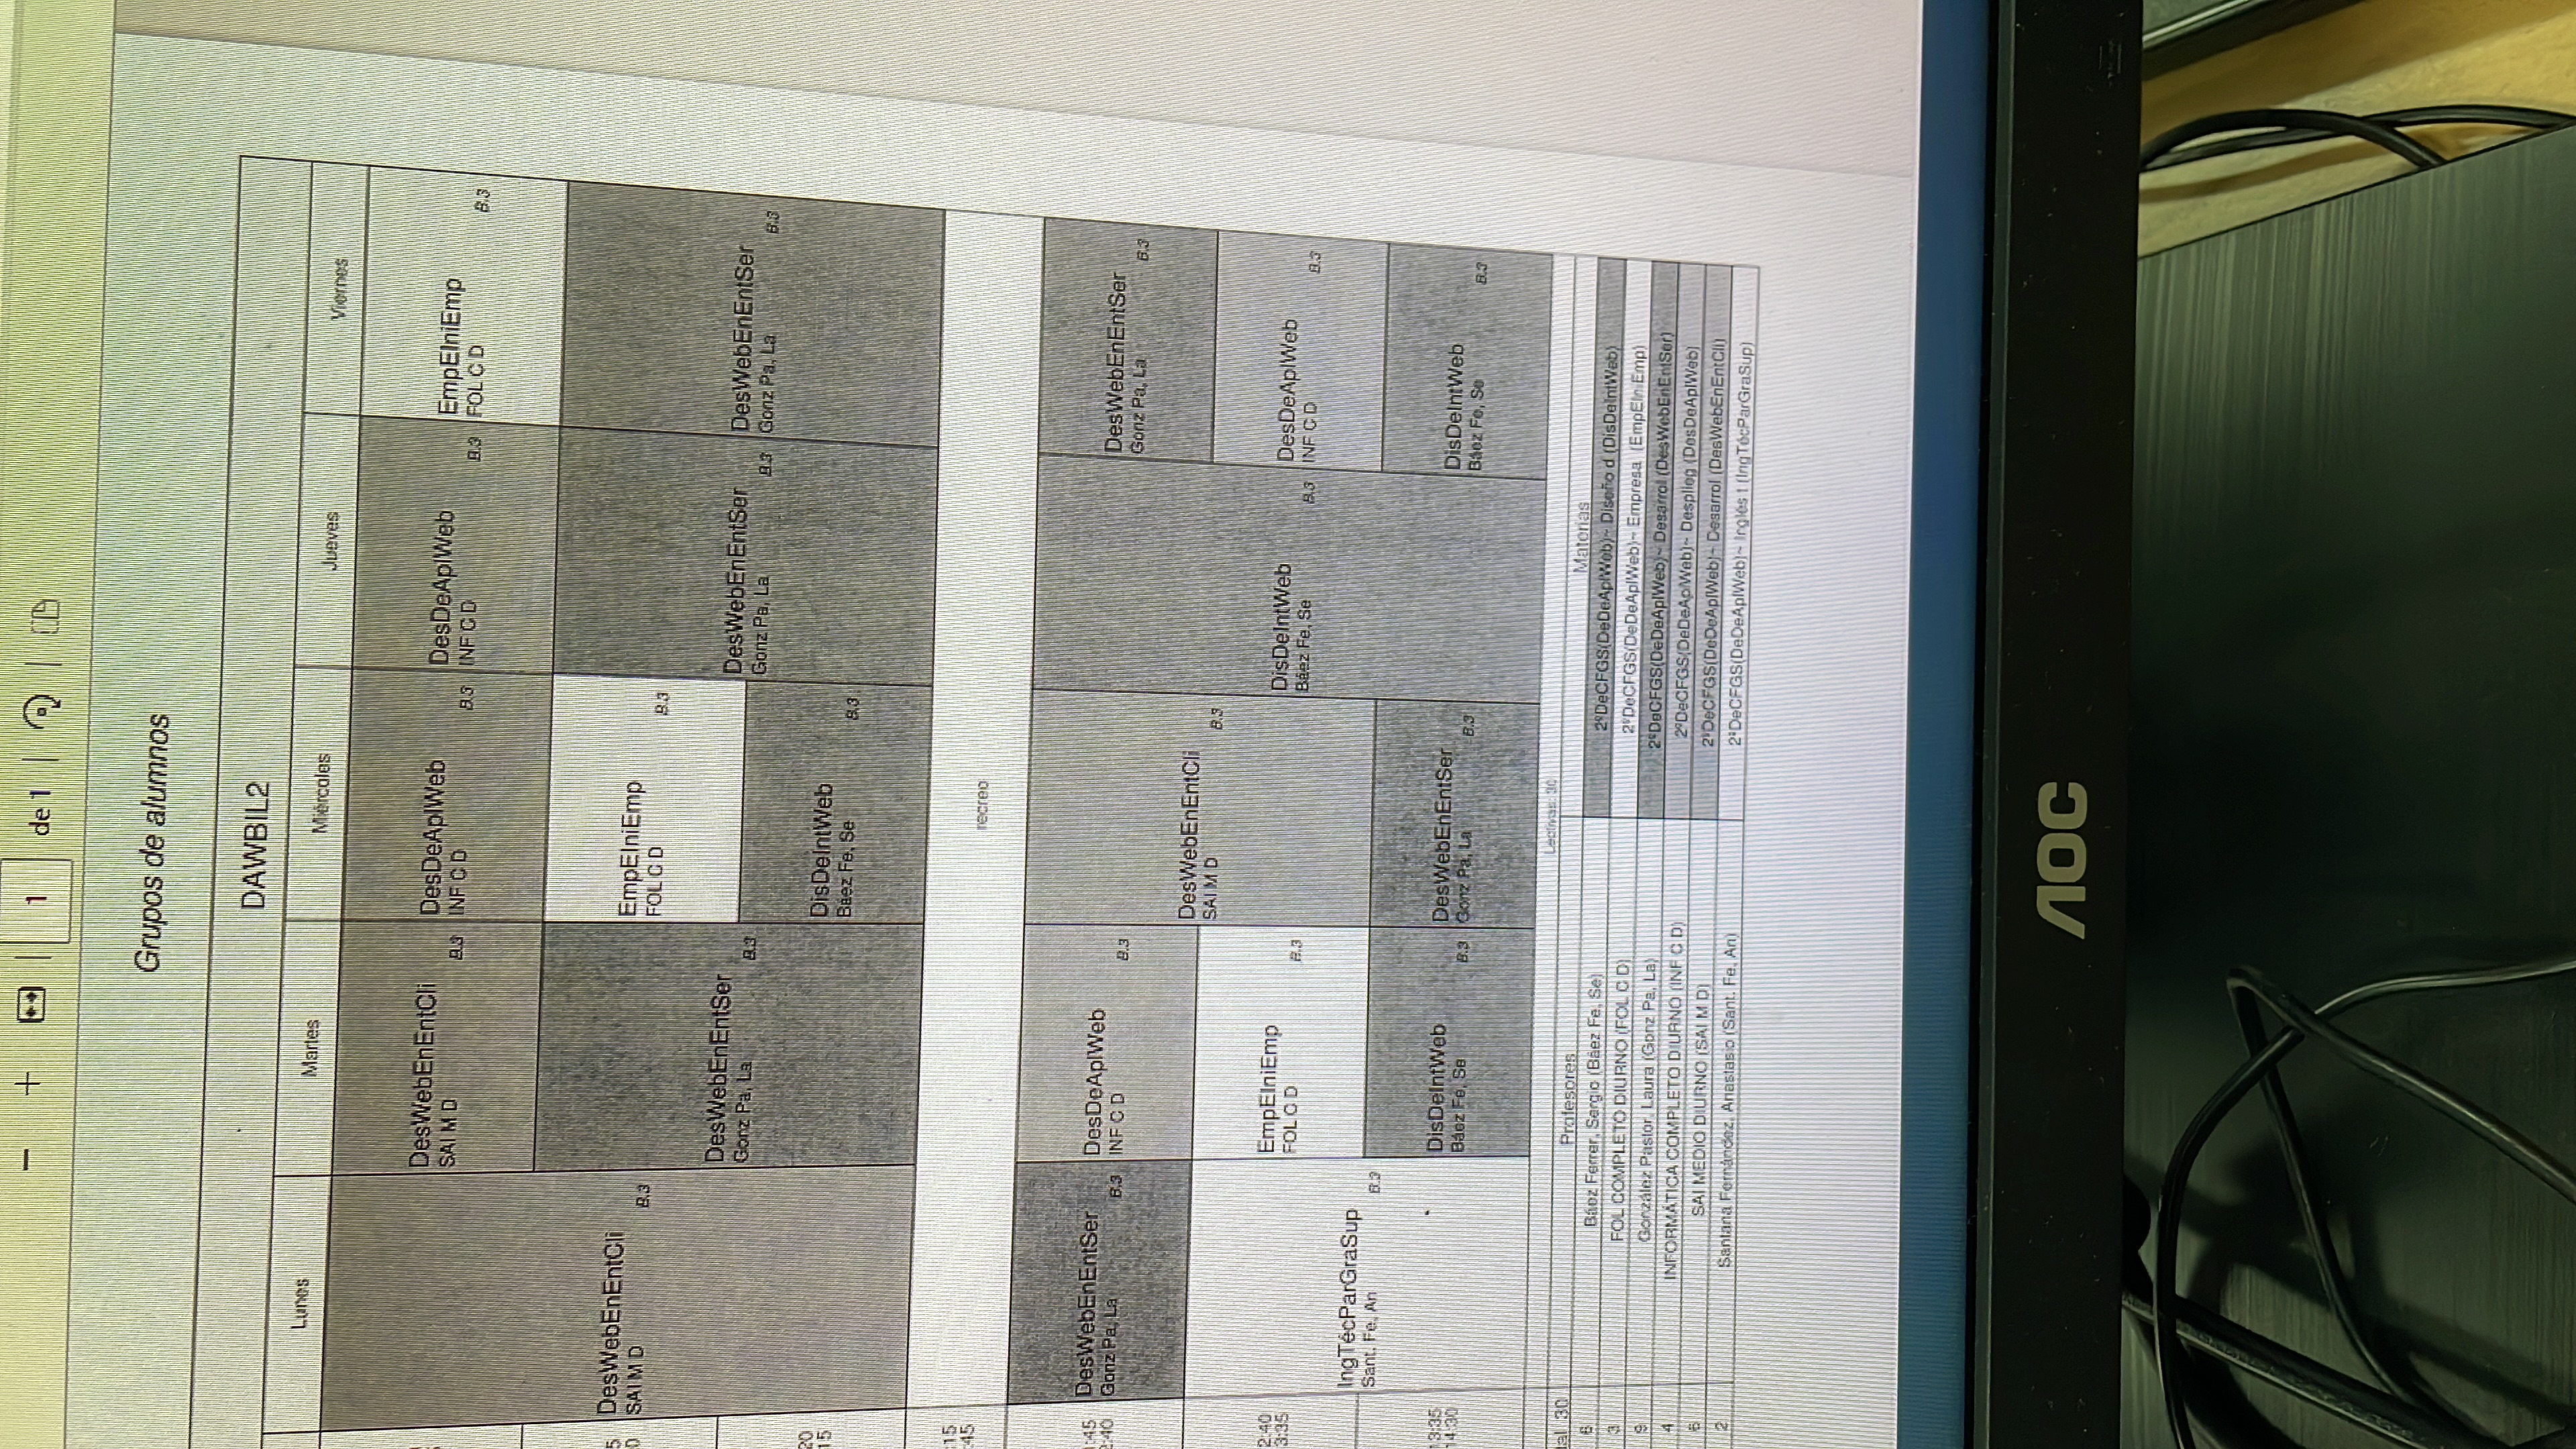 1 de 1
Grupos de alumnos
DAWBIL2
Lunes Martes Miércoles Jueves Viernes
DesWebEnEntCli
SAI M D B.3
DesDeAplWeb
INF C D B.3
DesDeAplWeb
INF C D B.3
EmpEIniEmp
FOL C D B.3
DesWebEnEntCli
SAI M D B.3
EmpEIniEmp
FOL C D B.3
DesWebEnEntSer
Gonz Pa, La B.3
DesWebEnEntSer
Gonz Pa, La B.3
DesWebEnEntSer
Gonz Pa, La B.3
20
15
DisDeIntWeb
Báez Fe, Se B.3
:15
:45
recreo
:45
2:40
DesWebEnEntSer
Gonz Pa, La B.3
DesDeAplWeb
INF C D B.3
DesWebEnEntSer
Gonz Pa, La B.3
DesWebEnEntCli
SAI M D B.3
2:40
3:35
EmpEIniEmp
FOL C D B.3
DisDeIntWeb
Báez Fe, Se B.3
DesDeAplWeb
INF C D B.3
IngTécParGraSup
Sant. Fe, An B.3
13:35
14:30
DisDeIntWeb
Báez Fe, Se B.3
DesWebEnEntSer
Gonz Pa, La B.3
DisDeIntWeb
Báez Fe, Se B.3
Lectivas: 30
30 Profesores Materias
6 Báez Ferrer, Sergio (Báez Fe, Se) 2ºDeCFGS(DeDeAplWeb)~ Diseño d (DisDeIntWeb)
3 FOL COMPLETO DIURNO (FOL C D) 2ºDeCFGS(DeDeAplWeb)~ Empresa (EmpEIniEmp)
9 González Pastor, Laura (Gonz Pa, La) 2ºDeCFGS(DeDeAplWeb)~ Desarrol (DesWebEnEntSer)
4 INFORMÁTICA COMPLETO DIURNO (INF C D) 2ºDeCFGS(DeDeAplWeb)~ Desplieg (DesDeAplWeb)
6 SAI MEDIO DIURNO (SAI M D) 2ºDeCFGS(DeDeAplWeb)~ Desarrol (DesWebEnEntCli)
2 Santana Fernández, Anastasio (Sant. Fe, An) 2ºDeCFGS(DeDeAplWeb)~ Inglés t (IngTécParGraSup)
AOC